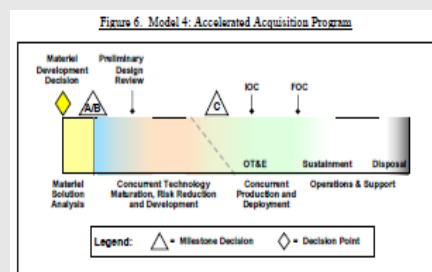 Figure 6. Model 4: Accelerated Acquisition Program
Materiel
Development
Decision
Preliminary
Design
Review
A/B
C
IOC
FOC
OT&E
Sustainment
Disposal
Materiel
Solution
Analysis
Concurrent Technology
Maturation, Risk Reduction
and Development
Concurrent
Production and
Deployment
Operations & Support
Legend:
= Milestone Decision
= Decision Point